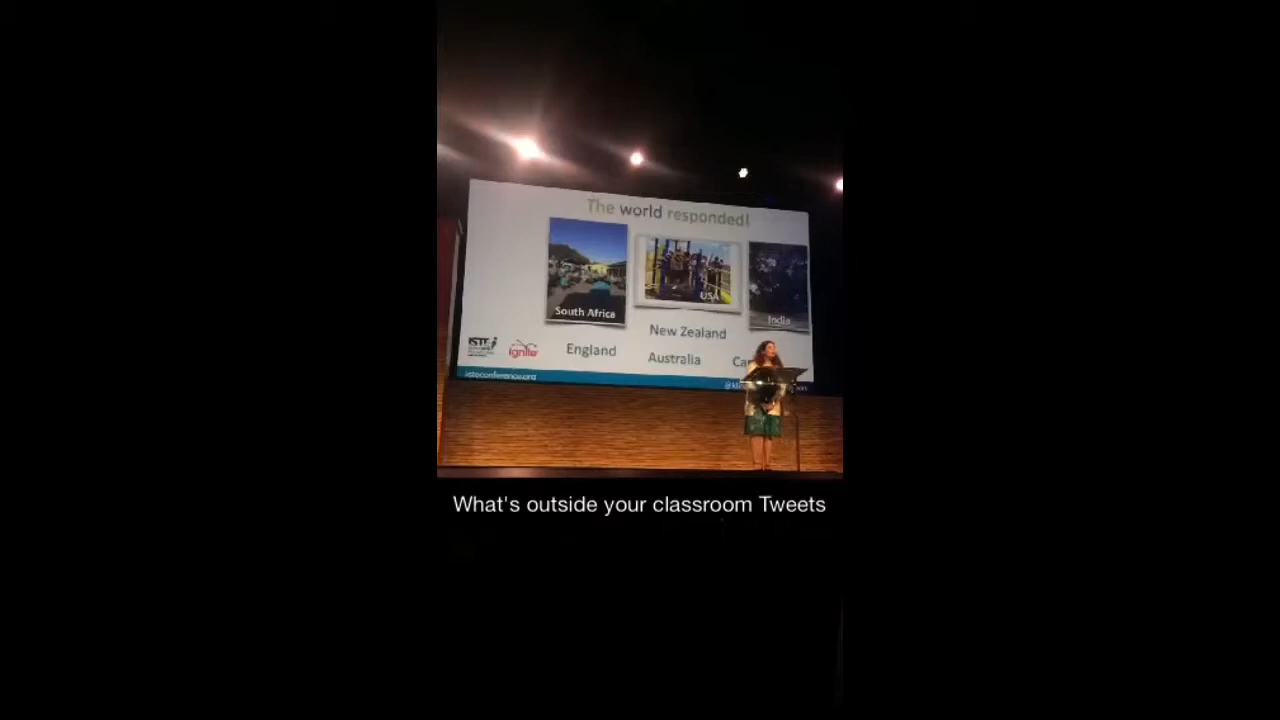 The world responded!
South Africa
USA
India
New Zealand
England
Australia
ISTE
ignite
isteconference.org
What's outside your classroom Tweets